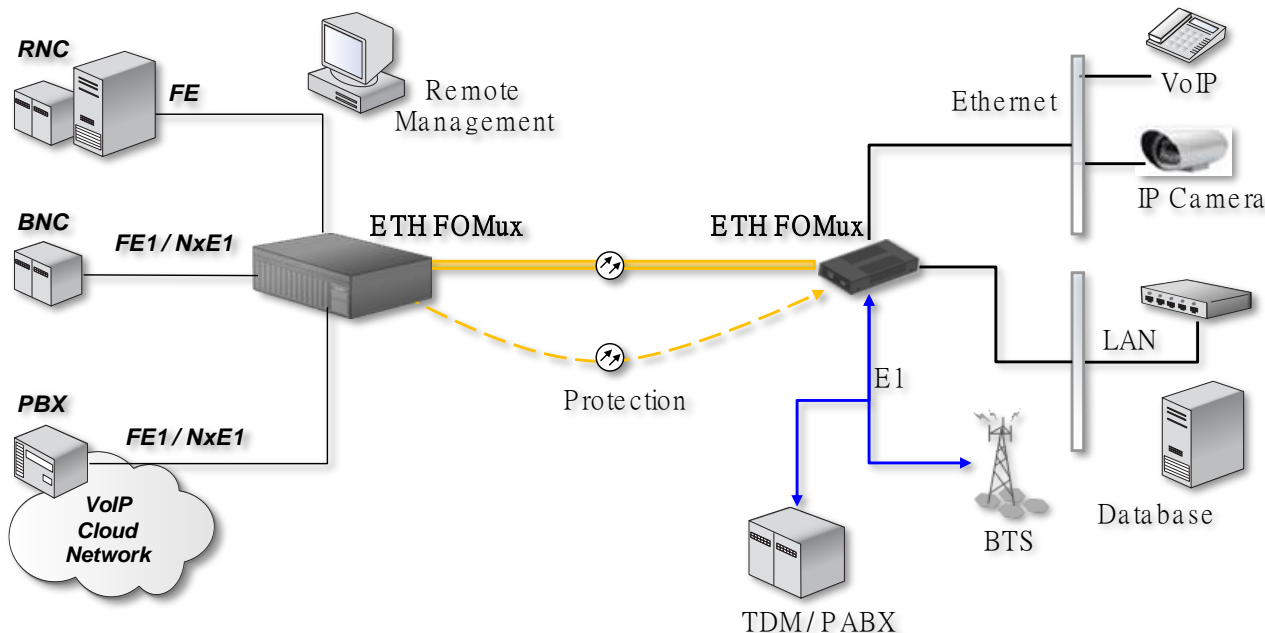 RNC
FE
Remote
Management
Ethernet
VoIP
IP Camera
BNC
FE1 / NxE1
ETH FOMux
ETH FOMux
LAN
Protection
E1
PBX
FE1 / NxE1
VoIP
Cloud
Network
Database
BTS
TDM / PABX